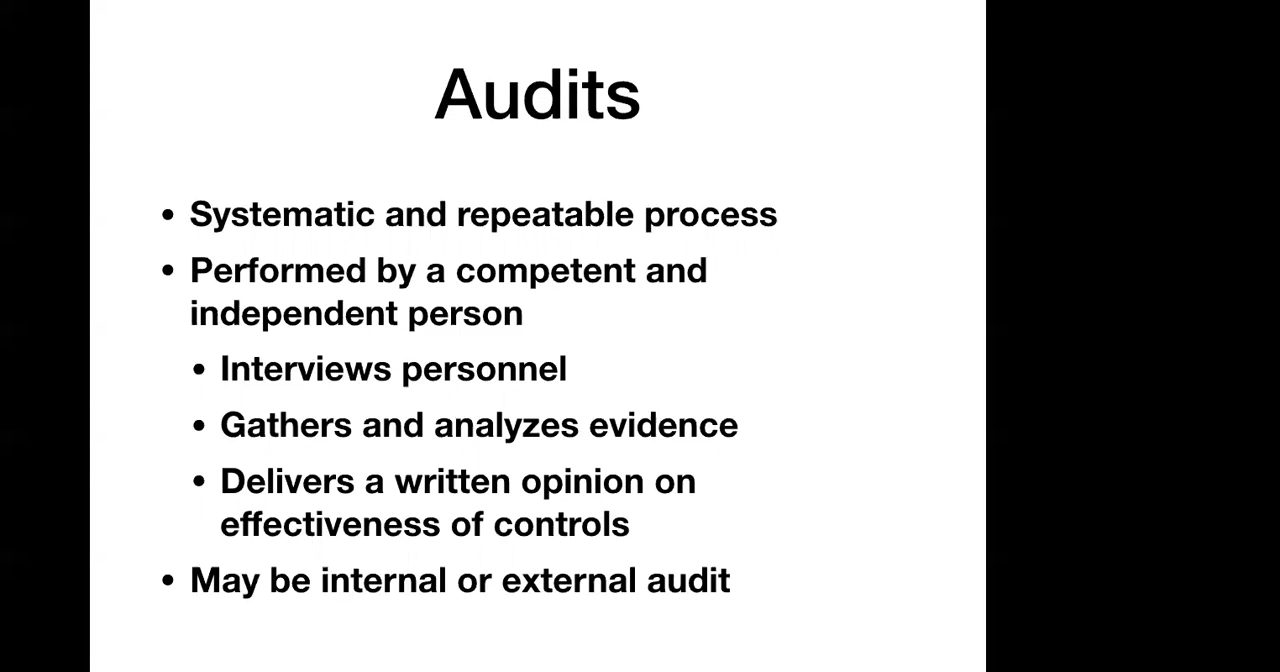 Audits
• Systematic and repeatable process
• Performed by a competent and
independent person
• Interviews personnel
• Gathers and analyzes evidence
• Delivers a written opinion on
effectiveness of controls
• May be internal or external audit